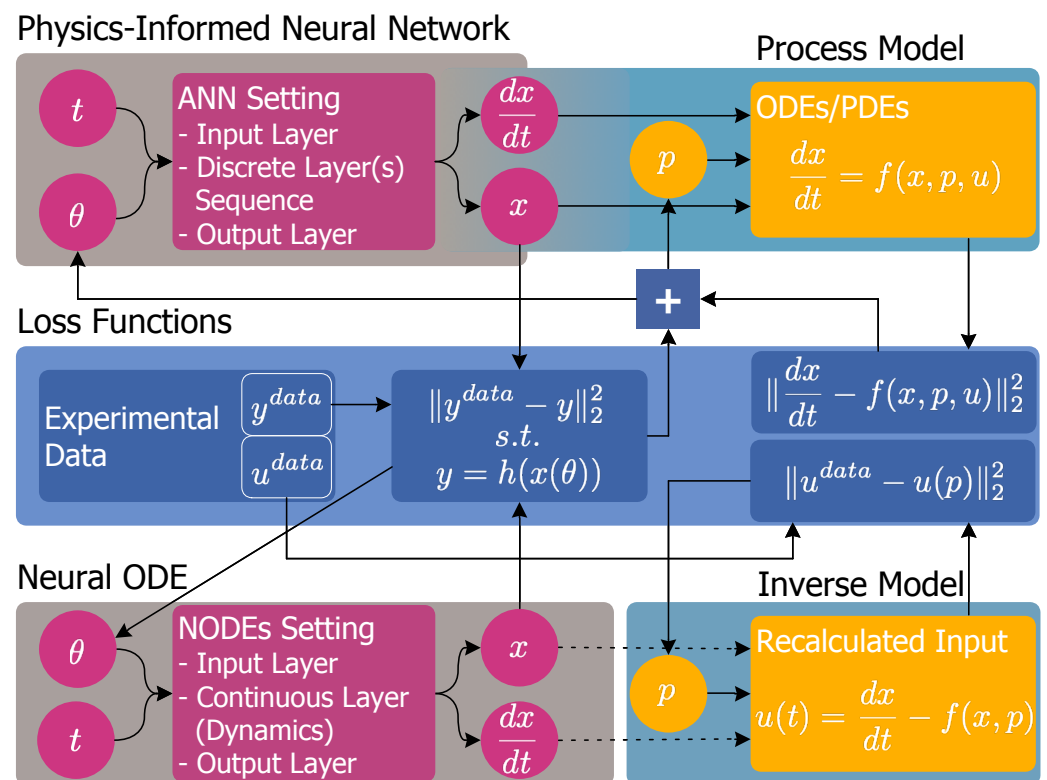 Physics-Informed Neural Network
Process Model
t
θ
ANN Setting
- Input Layer
- Discrete Layer(s)
Sequence
- Output Layer
dx/dt
x
p
ODEs/PDEs
dx/dt = f(x, p, u)
+
Loss Functions
Experimental
Data
y^data
u^data
‖y^data − y‖₂²
s.t.
y = h(x(θ))
‖dx/dt − f(x, p, u)‖₂²
‖u^data − u(p)‖₂²
Neural ODE
Inverse Model
θ
t
NODEs Setting
- Input Layer
- Continuous Layer
(Dynamics)
- Output Layer
x
dx/dt
p
Recalculated Input
u(t) = dx/dt − f(x, p)